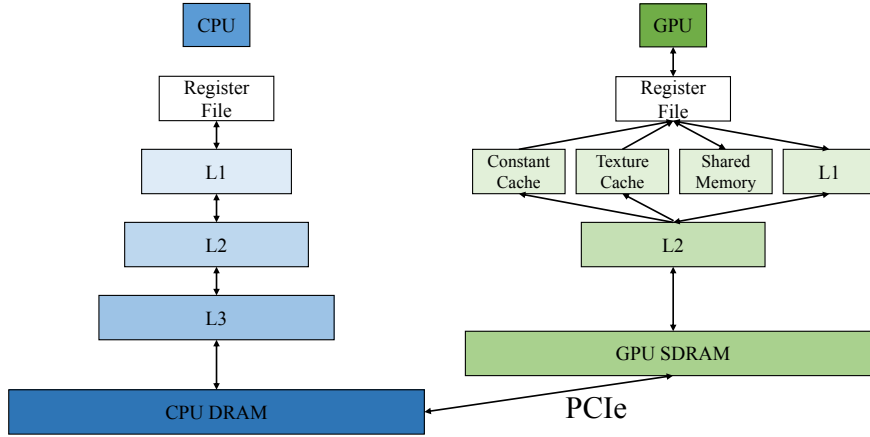 CPU
Register
File
L1
L2
L3
CPU DRAM
GPU
Register
File
Constant
Cache
Texture
Cache
Shared
Memory
L1
L2
GPU SDRAM
PCIe